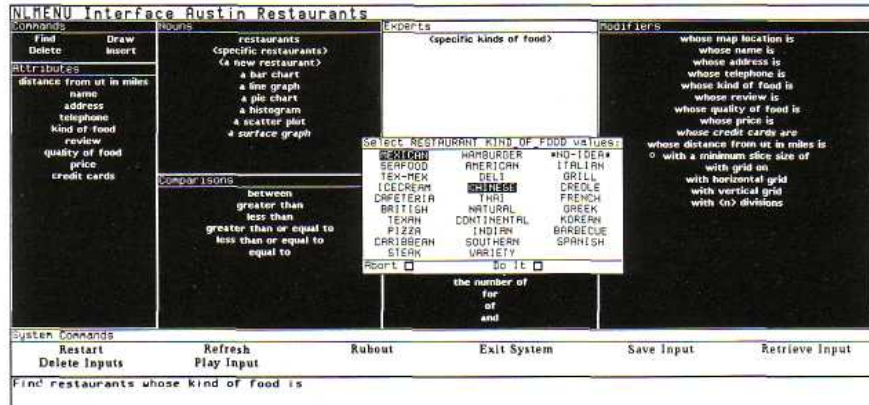 NLMENU Interface Austin Restaurants
Commands
Find Draw
Delete Insert
Attributes
distance from ut in miles
name
address
telephone
kind of food
review
quality of food
price
credit cards
Nouns
restaurants
<specific restaurants>
<a new restaurant>
a bar chart
a line graph
a pie chart
a histogram
a scatter plot
a surface graph
Comparisons
between
greater than
less than
greater than or equal to
less than or equal to
equal to
Experts
<specific kinds of food>
Select RESTAURANT KIND_OF_FOOD values:
MEXICAN HAMBURGER *NO-IDEA*
SEAFOOD AMERICAN ITALIAN
TEX-MEX DELI GRILL
ICECREAM CHINESE CREOLE
CAFETERIA THAI FRENCH
BRITISH NATURAL GREEK
TEXAN CONTINENTAL KOREAN
PIZZA INDIAN BARBECUE
CARIBBEAN SOUTHERN SPANISH
STEAK VARIETY
Abort Do It
the number of
for
of
and
Modifiers
whose map location is
whose name is
whose address is
whose telephone is
whose kind of food is
whose review is
whose quality of food is
whose price is
whose credit cards are
whose distance from ut in miles is
with a minimum slice size of
with grid on
with horizontal grid
with vertical grid
with <n> divisions
System Commands
Restart Refresh Rubout Exit System Save Input Retrieve Input
Delete Inputs Play Input
Find restaurants whose kind of food is